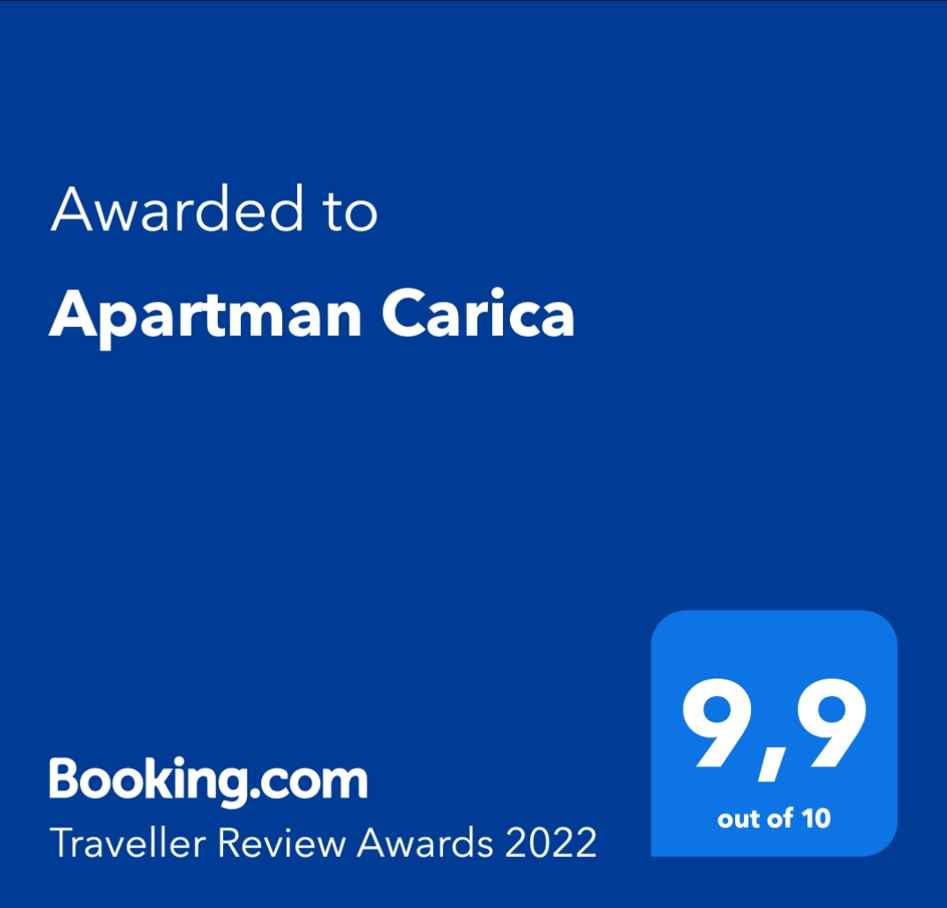 Awarded to
Apartman Carica
9,9
out of 10
Booking.com
Traveller Review Awards 2022